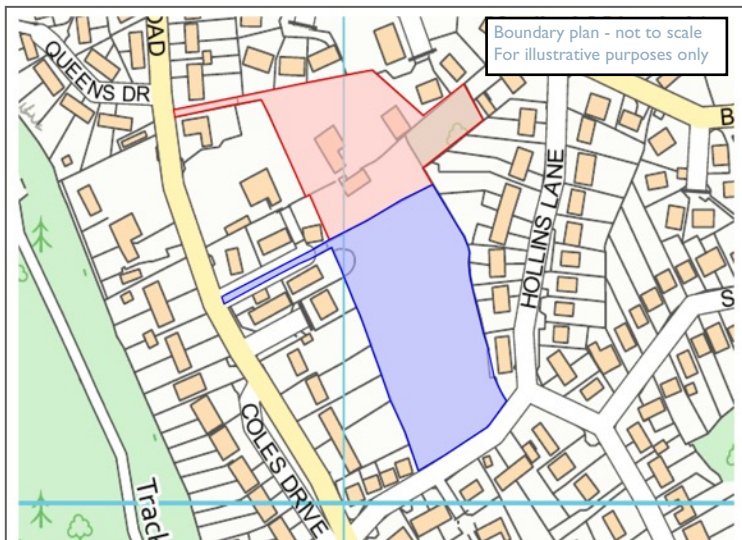 Boundary plan - not to scale
For illustrative purposes only
OAD
QUEENS DR
B
HOLLINS LANE
S
COLES DRIVE
Track